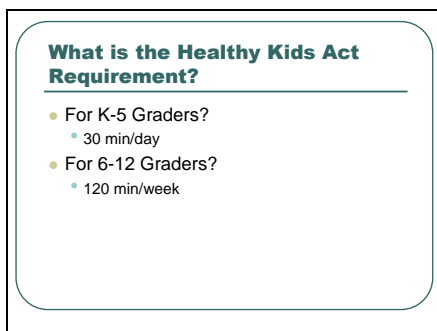 What is the Healthy Kids Act
Requirement?
For K-5 Graders?
30 min/day
For 6-12 Graders?
120 min/week